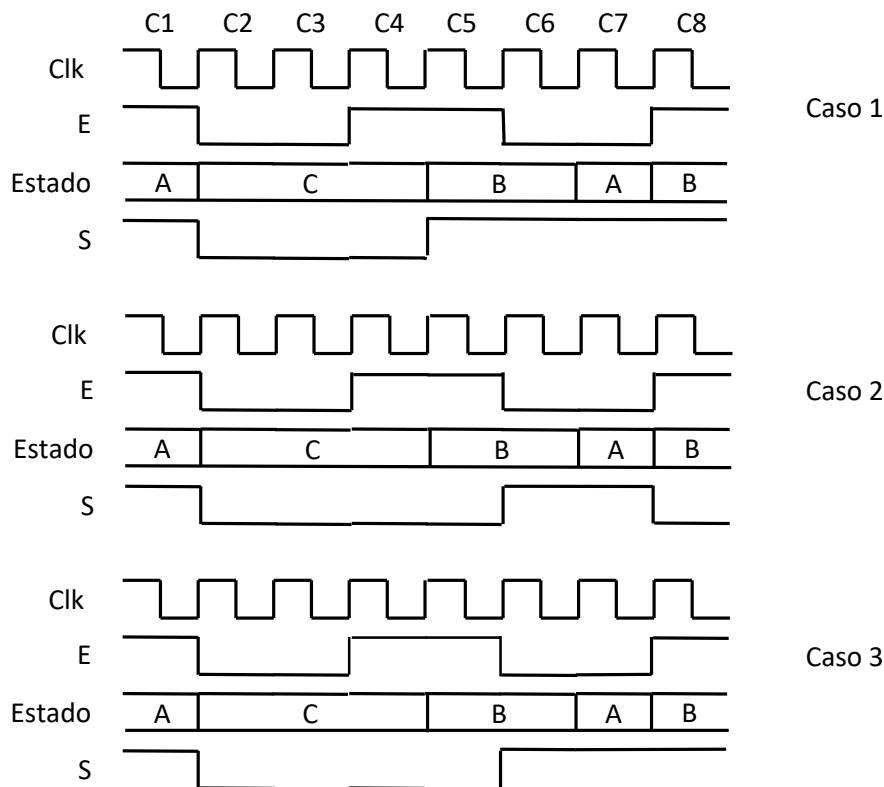 C1 C2 C3 C4 C5 C6 C7 C8
Clk
E
Caso 1
Estado A C B A B
S
Clk
E
Caso 2
Estado A C B A B
S
Clk
E
Caso 3
Estado A C B A B
S